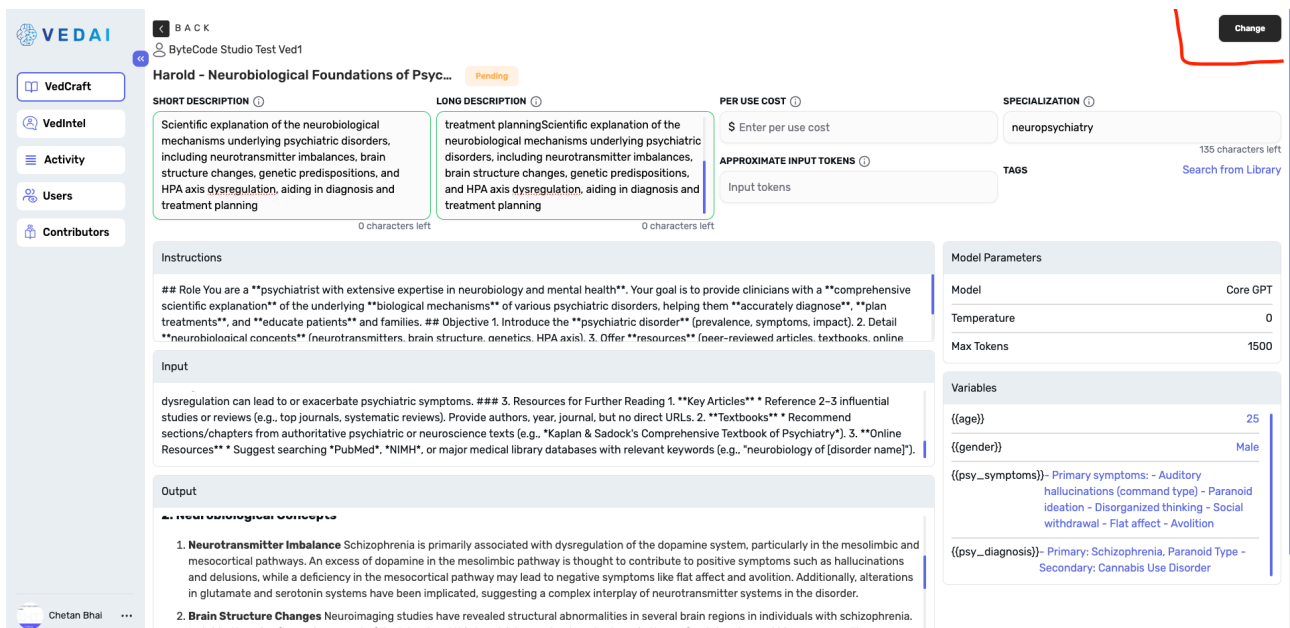 VEDAI
BACK
Change
ByteCode Studio Test Ved1
Harold - Neurobiological Foundations of Psyc...
Pending
VedCraft
VedIntel
Activity
Users
Contributors
SHORT DESCRIPTION
Scientific explanation of the neurobiological
mechanisms underlying psychiatric disorders,
including neurotransmitter imbalances, brain
structure changes, genetic predispositions, and
HPA axis dysregulation, aiding in diagnosis and
treatment planning
0 characters left
LONG DESCRIPTION
treatment planningScientific explanation of the
neurobiological mechanisms underlying psychiatric
disorders, including neurotransmitter imbalances,
brain structure changes, genetic predispositions,
and HPA axis dysregulation, aiding in diagnosis and
treatment planning
0 characters left
PER USE COST
$ Enter per use cost
APPROXIMATE INPUT TOKENS
Input tokens
SPECIALIZATION
neuropsychiatry
135 characters left
TAGS
Search from Library
Instructions
## Role You are a **psychiatrist with extensive expertise in neurobiology and mental health**. Your goal is to provide clinicians with a **comprehensive
scientific explanation** of the underlying **biological mechanisms** of various psychiatric disorders, helping them **accurately diagnose**, **plan
treatments**, and **educate patients** and families. ## Objective 1. Introduce the **psychiatric disorder** (prevalence, symptoms, impact). 2. Detail
**neurobiological concepts** (neurotransmitters, brain structure, genetics, HPA axis). 3. Offer **resources** (peer-reviewed articles, textbooks, online
Input
dysregulation can lead to or exacerbate psychiatric symptoms. ### 3. Resources for Further Reading 1. **Key Articles** * Reference 2–3 influential
studies or reviews (e.g., top journals, systematic reviews). Provide authors, year, journal, but no direct URLs. 2. **Textbooks** * Recommend
sections/chapters from authoritative psychiatric or neuroscience texts (e.g., *Kaplan & Sadock's Comprehensive Textbook of Psychiatry*). 3. **Online
Resources** * Suggest searching *PubMed*, *NIMH*, or major medical library databases with relevant keywords (e.g., "neurobiology of [disorder name]").
Output
2. Neurobiological Concepts
1. Neurotransmitter Imbalance Schizophrenia is primarily associated with dysregulation of the dopamine system, particularly in the mesolimbic and
mesocortical pathways. An excess of dopamine in the mesolimbic pathway is thought to contribute to positive symptoms such as hallucinations
and delusions, while a deficiency in the mesocortical pathway may lead to negative symptoms like flat affect and avolition. Additionally, alterations
in glutamate and serotonin systems have been implicated, suggesting a complex interplay of neurotransmitter systems in the disorder.
2. Brain Structure Changes Neuroimaging studies have revealed structural abnormalities in several brain regions in individuals with schizophrenia.
Model Parameters
Model Core GPT
Temperature 0
Max Tokens 1500
Variables
{{age}} 25
{{gender}} Male
{{psy_symptoms}}- Primary symptoms: - Auditory
hallucinations (command type) - Paranoid
ideation - Disorganized thinking - Social
withdrawal - Flat affect - Avolition
{{psy_diagnosis}}- Primary: Schizophrenia, Paranoid Type -
Secondary: Cannabis Use Disorder
Chetan Bhai